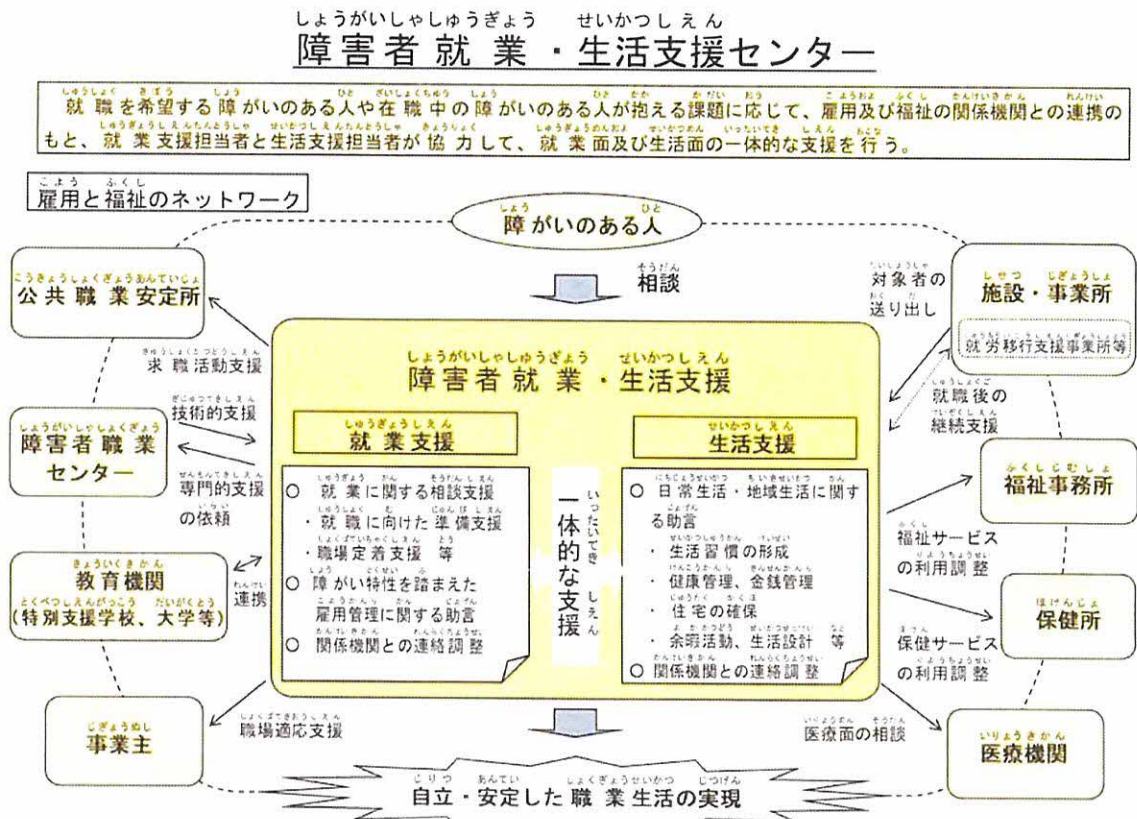 障害者就業・生活支援センター
就職を希望する障がいのある人や在職中の障がいのある人が抱える課題に応じて、雇用及び福祉の関係機関との連携の
もと、就業支援担当者と生活支援担当者が協力して、就業面及び生活面の一体的な支援を行う。
雇用と福祉のネットワーク
障がいのある人
相談
公共職業安定所
求職活動支援
技術的支援
障害者職業
センター
専門的支援
の依頼
教育機関
(特別支援学校、大学等)
連携
事業主
職場適応支援
障害者就業・生活支援
就業支援
○ 就業に関する相談支援
・就職に向けた準備支援
・職場定着支援 等
○ 障がい特性を踏まえた
雇用管理に関する助言
○ 関係機関との連絡調整
一体的な支援
生活支援
○ 日常生活・地域生活に関す
る助言
・ 生活習慣の形成
・ 健康管理、金銭管理
・ 住宅の確保
・ 余暇活動、生活設計 等
○ 関係機関との連絡調整
対象者の
送り出し
施設・事業所
就労移行支援事業所等
就職後の
継続支援
福祉事務所
福祉サービス
の利用調整
保健所
保健サービス
の利用調整
医療面の相談
医療機関
自立・安定した職業生活の実現